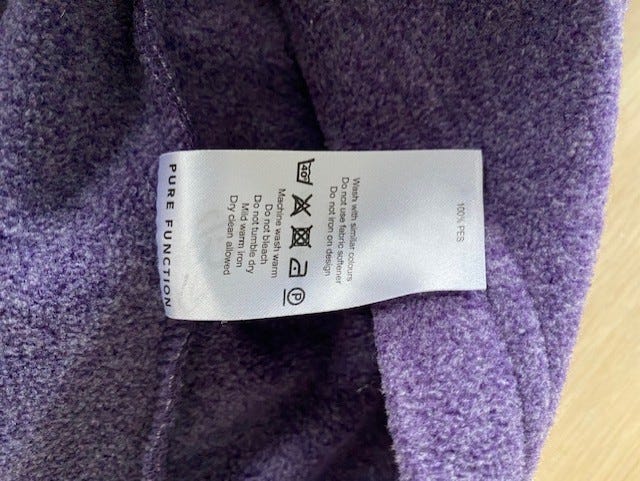 100% PES
Wash with similar colours
Do not use fabric softener
Do not iron on design
40°
P
Machine wash warm
Do not bleach
Do not tumble dry
Mild warm iron
Dry clean allowed
PURE FUNCTION